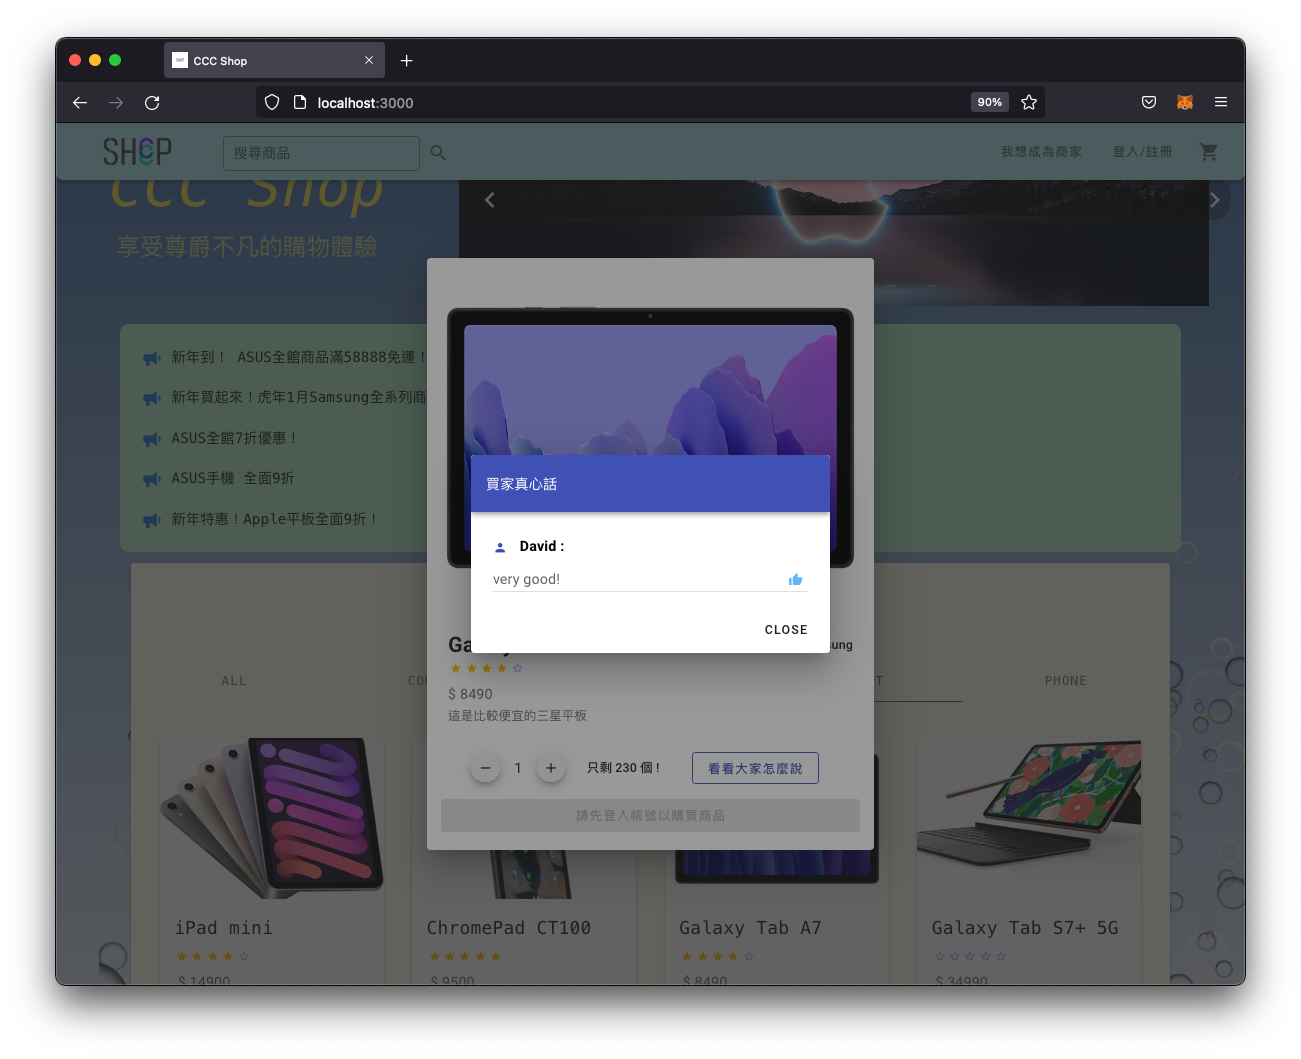 CCC Shop
localhost:3000
90%
SHCCP
搜尋商品
我想成為商家
登入/註冊
CCC Shop
享受尊爵不凡的購物體驗
新年到！ ASUS全館商品滿58888免運！
新年買起來！虎年1月Samsung全系列商
ASUS全館7折優惠！
ASUS手機 全面9折
新年特惠！Apple平板全面9折！
買家真心話
David :
very good!
CLOSE
$ 8490
這是比較便宜的三星平板
1
只剩 230 個 !
看看大家怎麼說
請先登入帳號以購買商品
ALL
PHONE
iPad mini
$ 14900
ChromePad CT100
$ 9500
Galaxy Tab A7
$ 8490
Galaxy Tab S7+ 5G
$ 34990